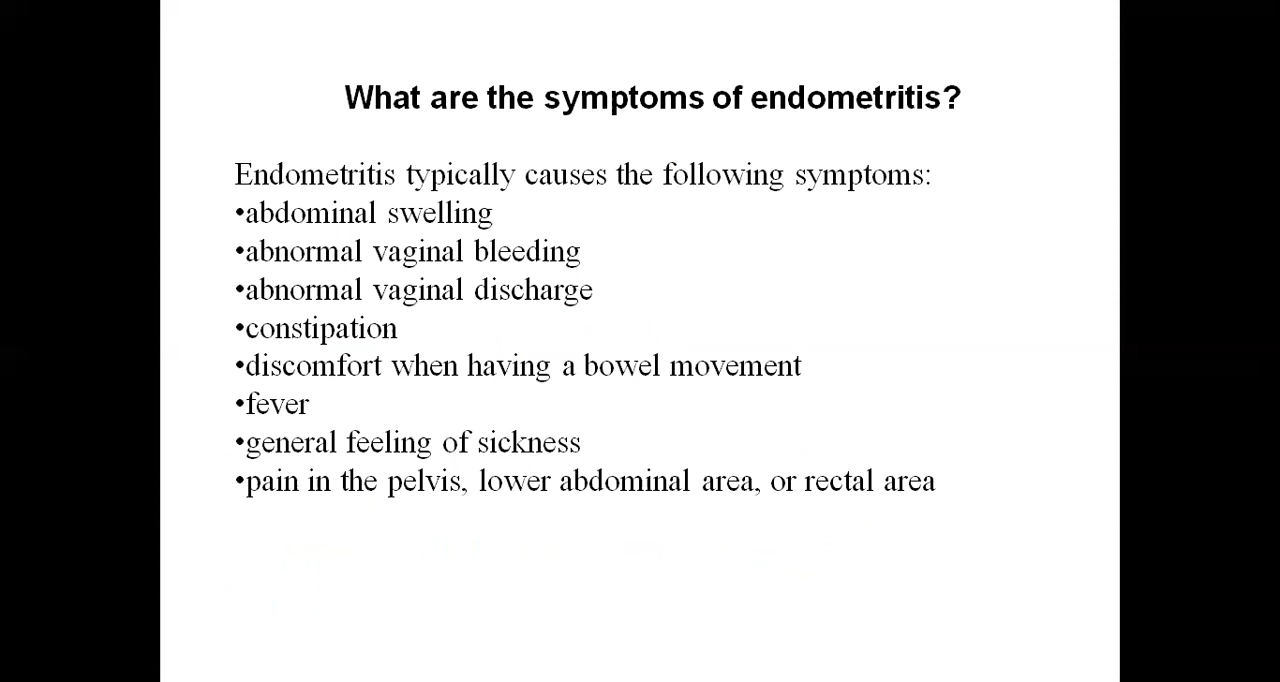 What are the symptoms of endometritis?
Endometritis typically causes the following symptoms:
•abdominal swelling
•abnormal vaginal bleeding
•abnormal vaginal discharge
•constipation
•discomfort when having a bowel movement
•fever
•general feeling of sickness
•pain in the pelvis, lower abdominal area, or rectal area